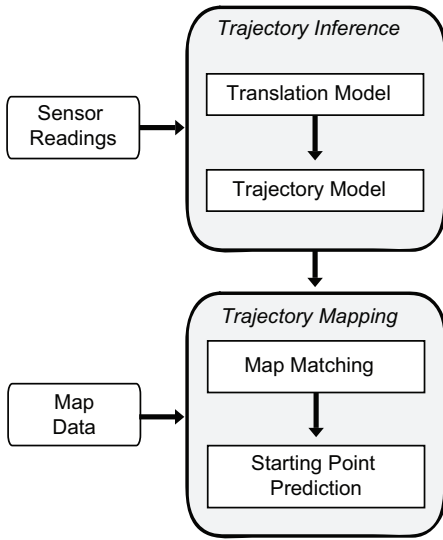 Trajectory Inference
Translation Model
Sensor
Readings
Trajectory Model
Trajectory Mapping
Map Matching
Map
Data
Starting Point
Prediction